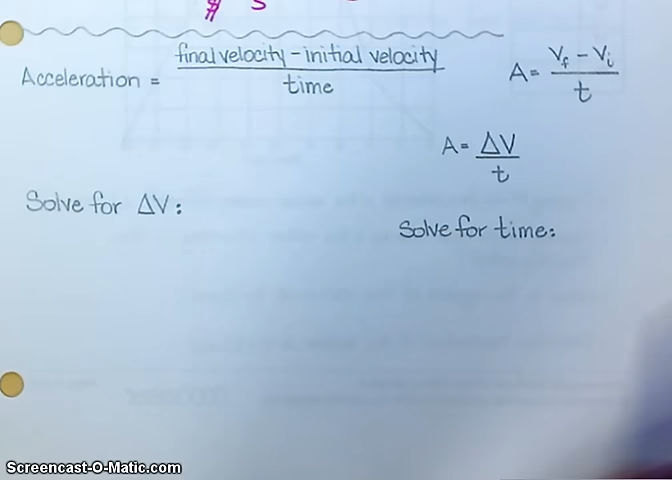 # s
Acceleration = final velocity - initial velocity / time
A = Vf - Vi / t
A = ΔV / t
Solve for ΔV:
Solve for time:
Screencast-O-Matic.com